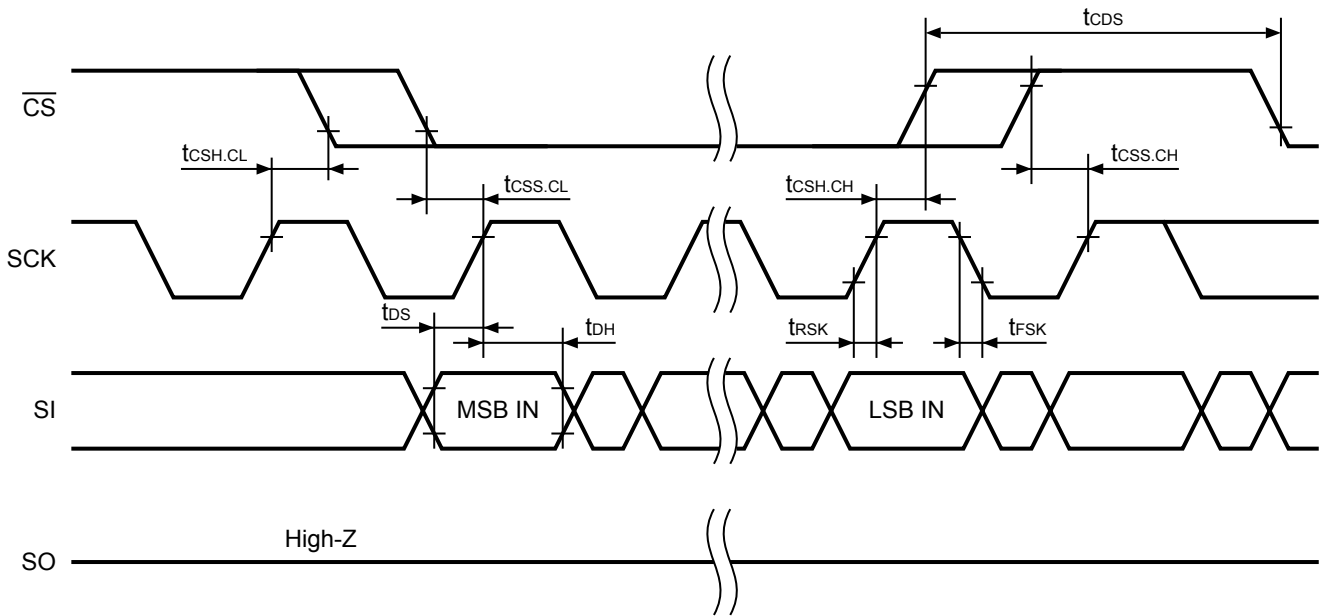 tCDS
CS
tCSH.CL
tCSS.CL
tCSH.CH
tCSS.CH
SCK
tDS
tDH
tRSK
tFSK
SI
MSB IN
LSB IN
High-Z
SO